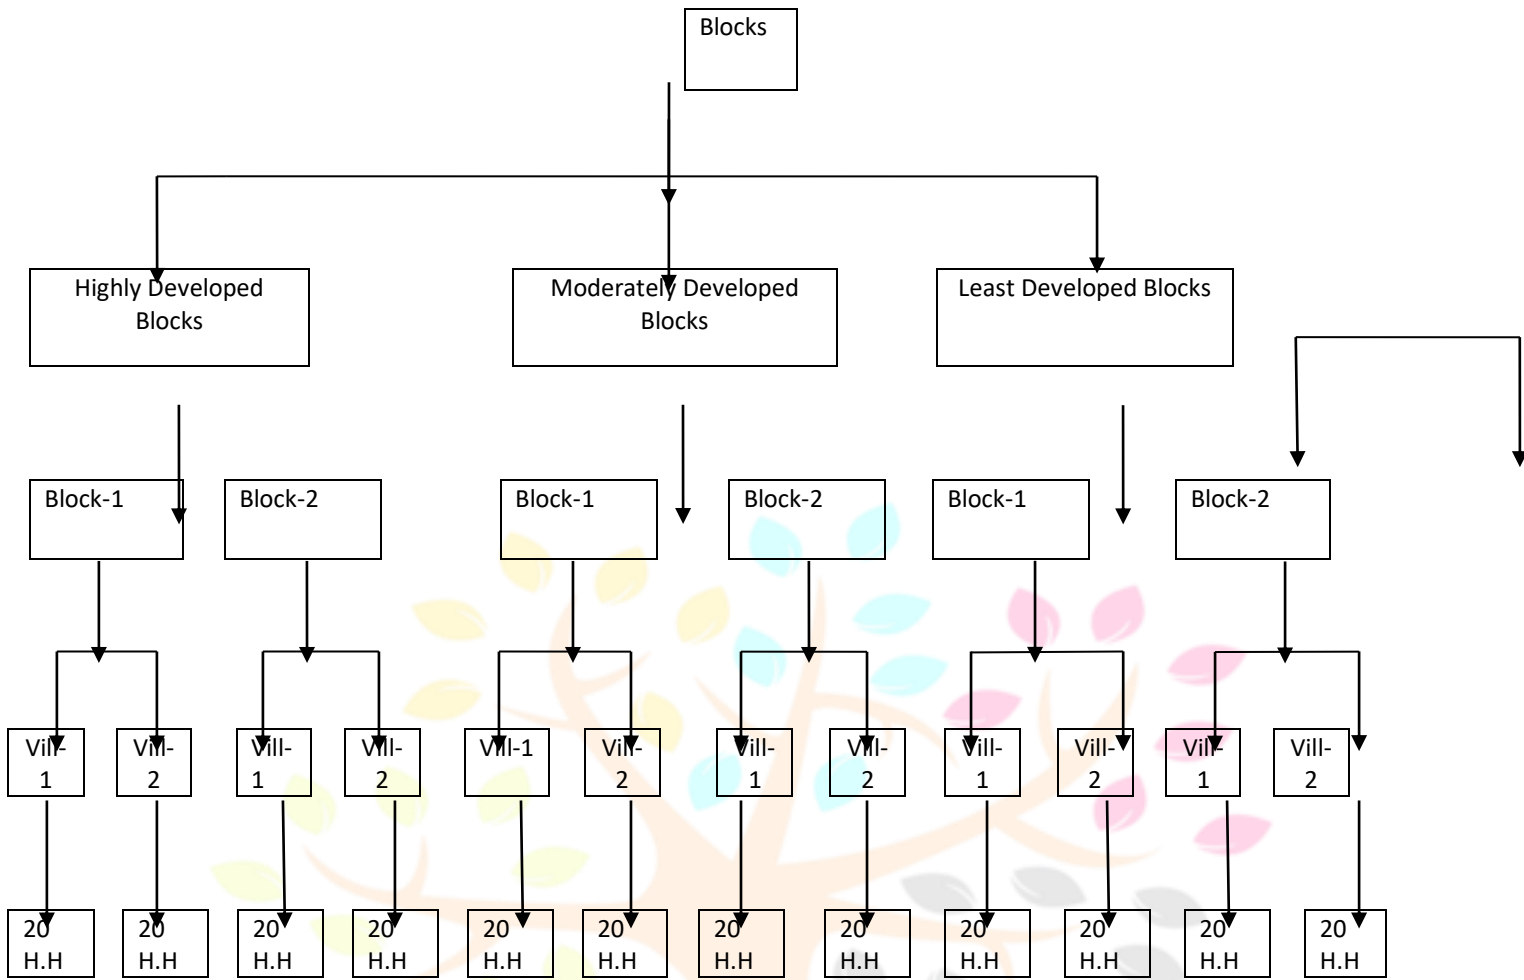 Blocks
Highly Developed
Blocks
Moderately Developed
Blocks
Least Developed Blocks
Block-1
Block-2
Block-1
Block-2
Block-1
Block-2
Vill-
1
Vill-
2
Vill-
1
Vill-
2
Vill-1
Vill-
2
Vill-
1
Vill-
2
Vill-
1
Vill-
2
Vill-
1
Vill-
2
20
H.H
20
H.H
20
H.H
20
H.H
20
H.H
20
H.H
20
H.H
20
H.H
20
H.H
20
H.H
20
H.H
20
H.H